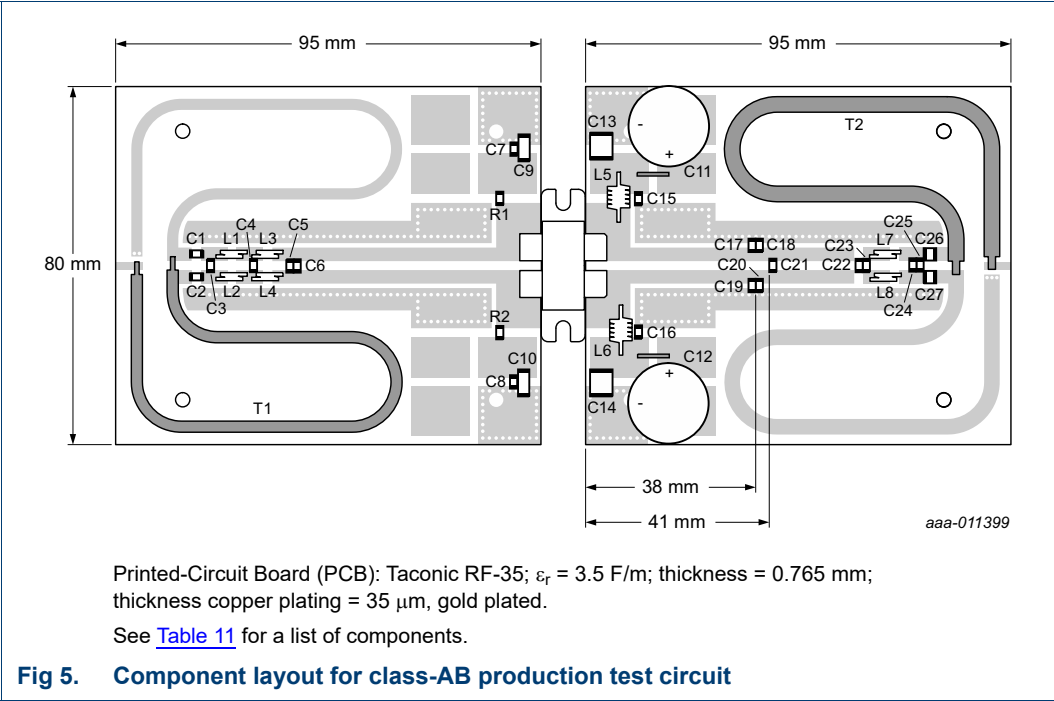 95 mm
95 mm
80 mm
C7
C9
R1
C1
L1
C4
L3
C5
C6
C2
L2
C3
L4
R2
C10
C8
T1
C13
-
+
C11
L5
C15
T2
C17
C18
C20
C21
C19
C23
C22
L7
C25
C26
L8
C24
C27
L6
C16
C12
+
-
C14
38 mm
41 mm
aaa-011399
Printed-Circuit Board (PCB): Taconic RF-35; εr = 3.5 F/m; thickness = 0.765 mm;
thickness copper plating = 35 μm, gold plated.
See Table 11 for a list of components.
Fig 5. Component layout for class-AB production test circuit